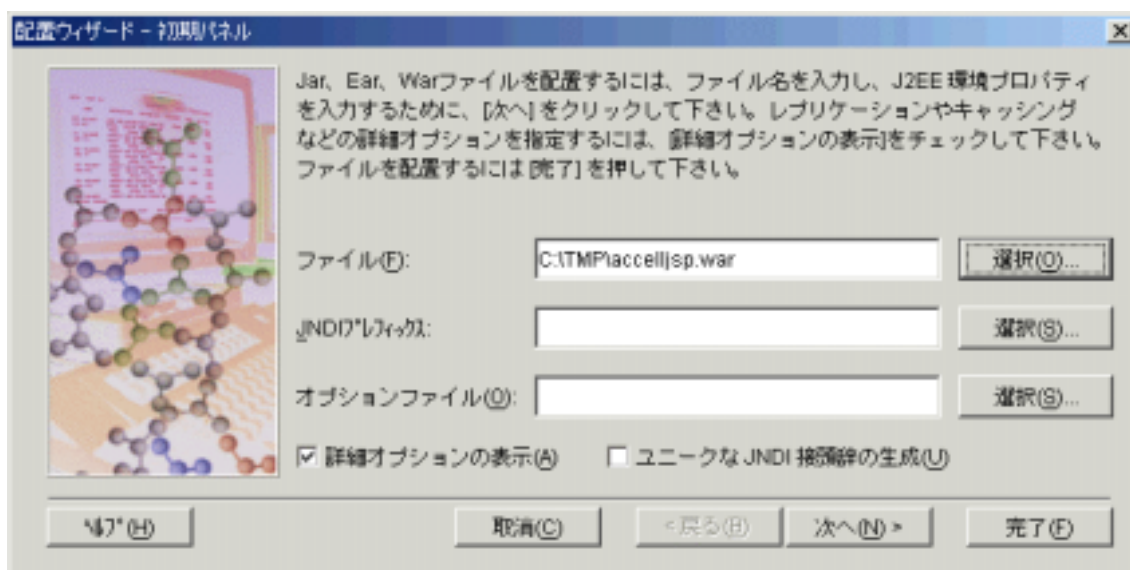 配置ウィザード - 初期パネル
Jar、Ear、Warファイルを配置するには、ファイル名を入力し、J2EE 環境プロパティ
を入力するために、[次へ] をクリックして下さい。レプリケーションやキャッシング
などの詳細オプションを指定するには、[詳細オプションの表示]をチェックして下さい。
ファイルを配置するには [完了] を押して下さい。
ファイル(F): C:\TMP\accelljsp.war 選択(O)...
JNDIプレフィックス: 選択(S)...
オプションファイル(O): 選択(S)...
詳細オプションの表示(A) ユニークな JNDI 接頭辞の生成(U)
ヘルプ(H) 取消(C) <戻る(B) 次へ(N) > 完了(F)